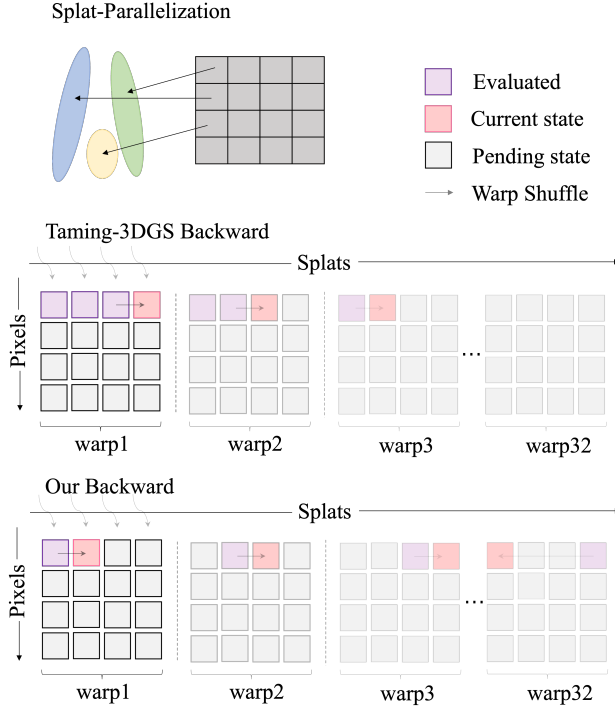 Splat-Parallelization
Evaluated
Current state
Pending state
Warp Shuffle
Taming-3DGS Backward
Splats
Pixels
...
warp1
warp2
warp3
warp32
Our Backward
Splats
Pixels
...
warp1
warp2
warp3
warp32